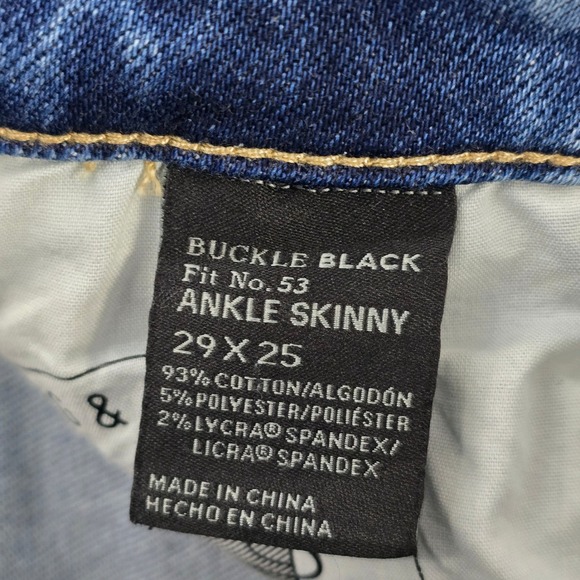 BUCKLE BLACK
Fit No. 53
ANKLE SKINNY
29 X 25
93% COTTON/ALGODÓN
5% POLYESTER/POLIÉSTER
2% LYCRA® SPANDEX/
LICRA® SPANDEX
MADE IN CHINA
HECHO EN CHINA
&